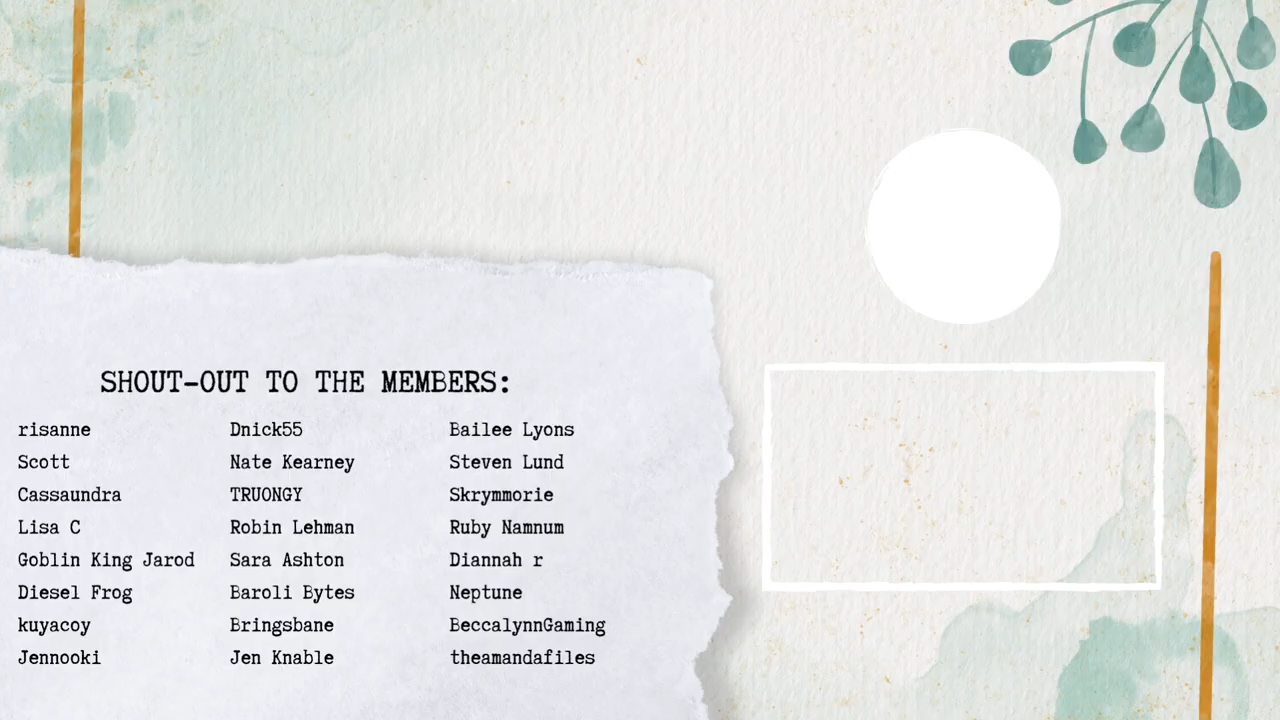 SHOUT-OUT TO THE MEMBERS:
risanne Dnick55 Bailee Lyons
Scott Nate Kearney Steven Lund
Cassaundra TRUONGY Skrymmorie
Lisa C Robin Lehman Ruby Namnum
Goblin King Jarod Sara Ashton Diannah r
Diesel Frog Baroli Bytes Neptune
kuyacoy Bringsbane BeccalynnGaming
Jennooki Jen Knable theamandafiles